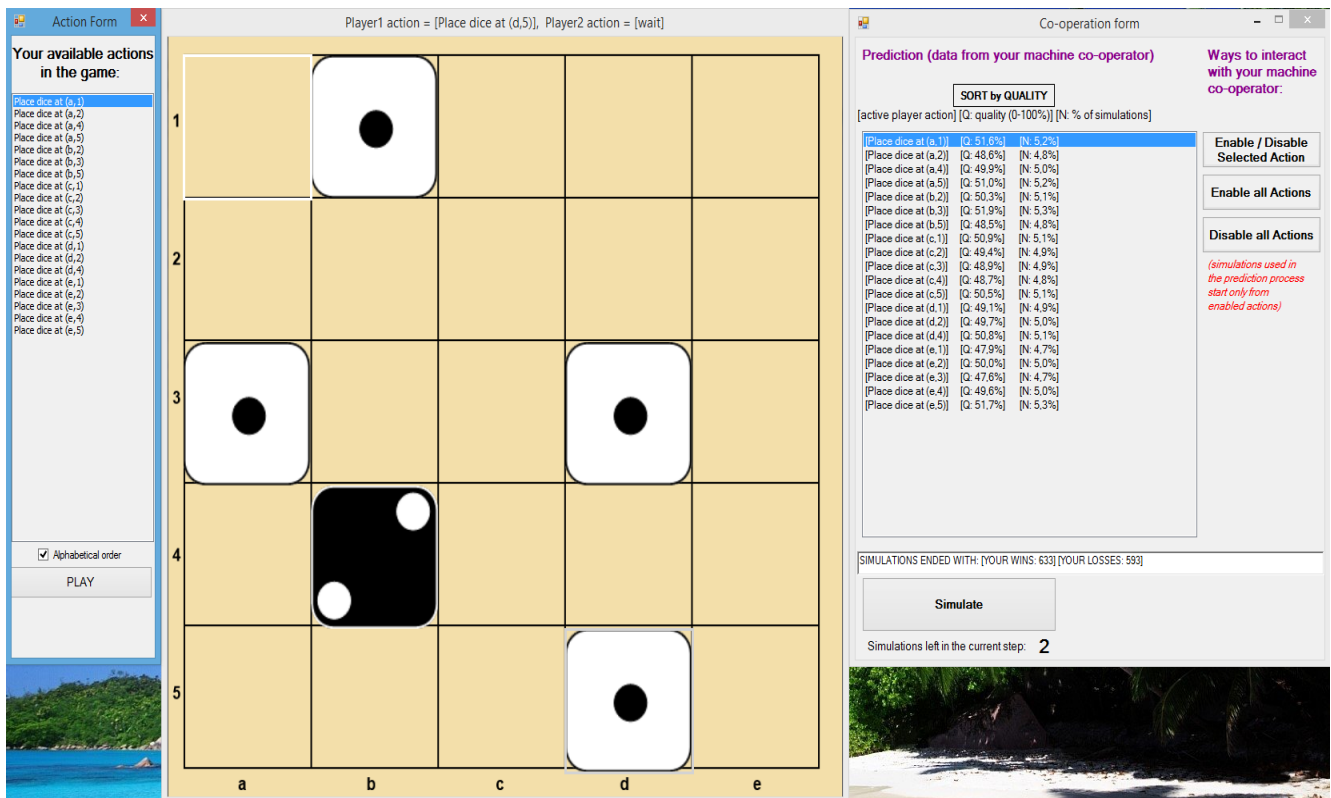 Action Form
Your available actions
in the game:
Place dice at (a,1)
Place dice at (a,2)
Place dice at (a,4)
Place dice at (a,5)
Place dice at (b,2)
Place dice at (b,3)
Place dice at (b,5)
Place dice at (c,1)
Place dice at (c,2)
Place dice at (c,3)
Place dice at (c,4)
Place dice at (c,5)
Place dice at (d,1)
Place dice at (d,2)
Place dice at (d,4)
Place dice at (e,1)
Place dice at (e,2)
Place dice at (e,3)
Place dice at (e,4)
Place dice at (e,5)
Alphabetical order
PLAY
Player1 action = [Place dice at (d,5)], Player2 action = [wait]
1
2
3
4
5
a b c d e
Co-operation form
Prediction (data from your machine co-operator)
SORT by QUALITY
[active player action] [Q: quality (0-100%)] [N: % of simulations]
[Place dice at (a,1)] [Q: 51,6%] [N: 5,2%]
[Place dice at (a,2)] [Q: 48,6%] [N: 4,8%]
[Place dice at (a,4)] [Q: 49,9%] [N: 5,0%]
[Place dice at (a,5)] [Q: 51,0%] [N: 5,2%]
[Place dice at (b,2)] [Q: 50,3%] [N: 5,1%]
[Place dice at (b,3)] [Q: 51,9%] [N: 5,3%]
[Place dice at (b,5)] [Q: 48,5%] [N: 4,8%]
[Place dice at (c,1)] [Q: 50,9%] [N: 5,1%]
[Place dice at (c,2)] [Q: 49,4%] [N: 4,9%]
[Place dice at (c,3)] [Q: 48,9%] [N: 4,9%]
[Place dice at (c,4)] [Q: 48,7%] [N: 4,8%]
[Place dice at (c,5)] [Q: 50,5%] [N: 5,1%]
[Place dice at (d,1)] [Q: 49,1%] [N: 4,9%]
[Place dice at (d,2)] [Q: 49,7%] [N: 5,0%]
[Place dice at (d,4)] [Q: 50,8%] [N: 5,1%]
[Place dice at (e,1)] [Q: 47,9%] [N: 4,7%]
[Place dice at (e,2)] [Q: 50,0%] [N: 5,0%]
[Place dice at (e,3)] [Q: 47,6%] [N: 4,7%]
[Place dice at (e,4)] [Q: 49,6%] [N: 5,0%]
[Place dice at (e,5)] [Q: 51,7%] [N: 5,3%]
Ways to interact
with your machine
co-operator:
Enable / Disable
Selected Action
Enable all Actions
Disable all Actions
(simulations used in
the prediction process
start only from
enabled actions)
SIMULATIONS ENDED WITH: [YOUR WINS: 633] [YOUR LOSSES: 593]
Simulate
Simulations left in the current step: 2